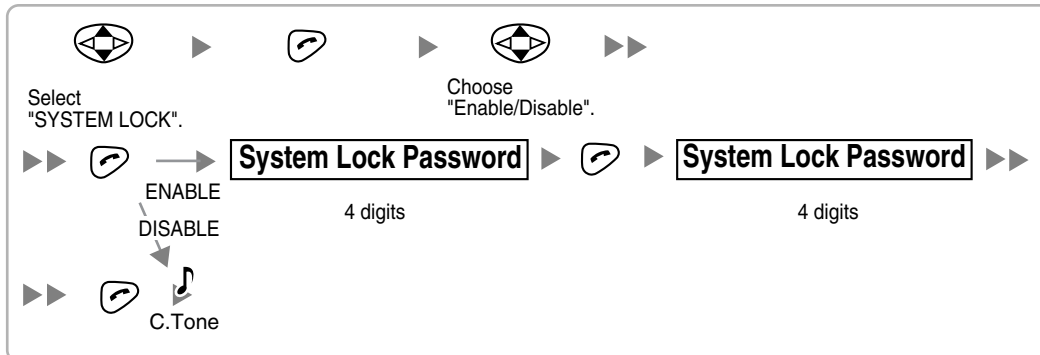 Select
"SYSTEM LOCK".
Choose
"Enable/Disable".
System Lock Password
System Lock Password
ENABLE
4 digits
4 digits
DISABLE
C.Tone